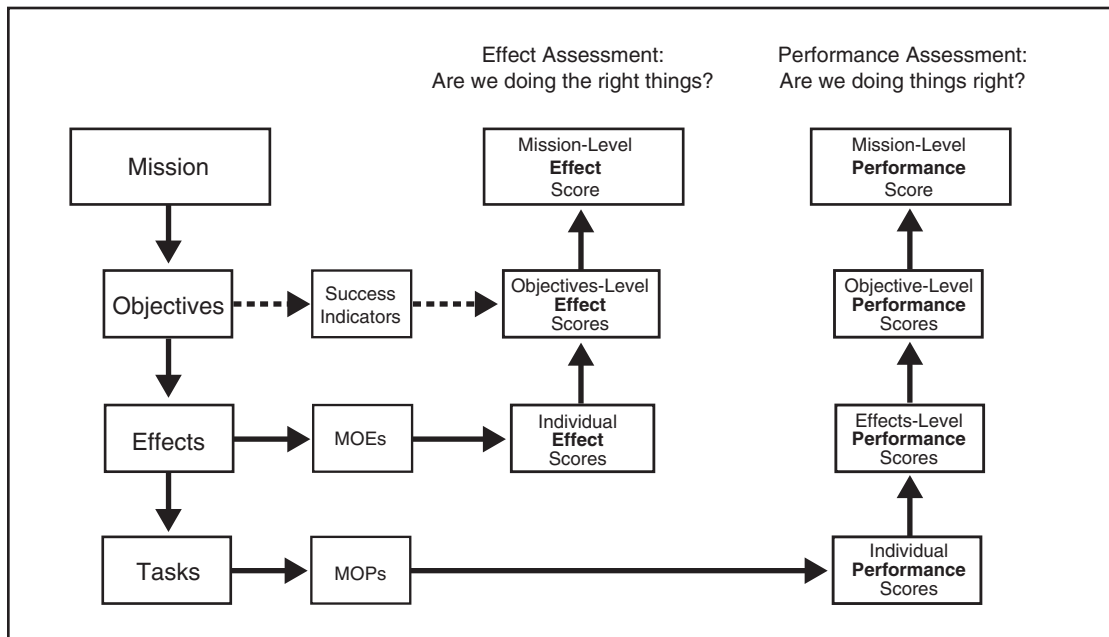 Effect Assessment:
Are we doing the right things?
Performance Assessment:
Are we doing things right?
Mission
Mission-Level
Effect
Score
Mission-Level
Performance
Score
Objectives
Success
Indicators
Objectives-Level
Effect
Scores
Objective-Level
Performance
Scores
Effects
MOEs
Individual
Effect
Scores
Effects-Level
Performance
Scores
Tasks
MOPs
Individual
Performance
Scores